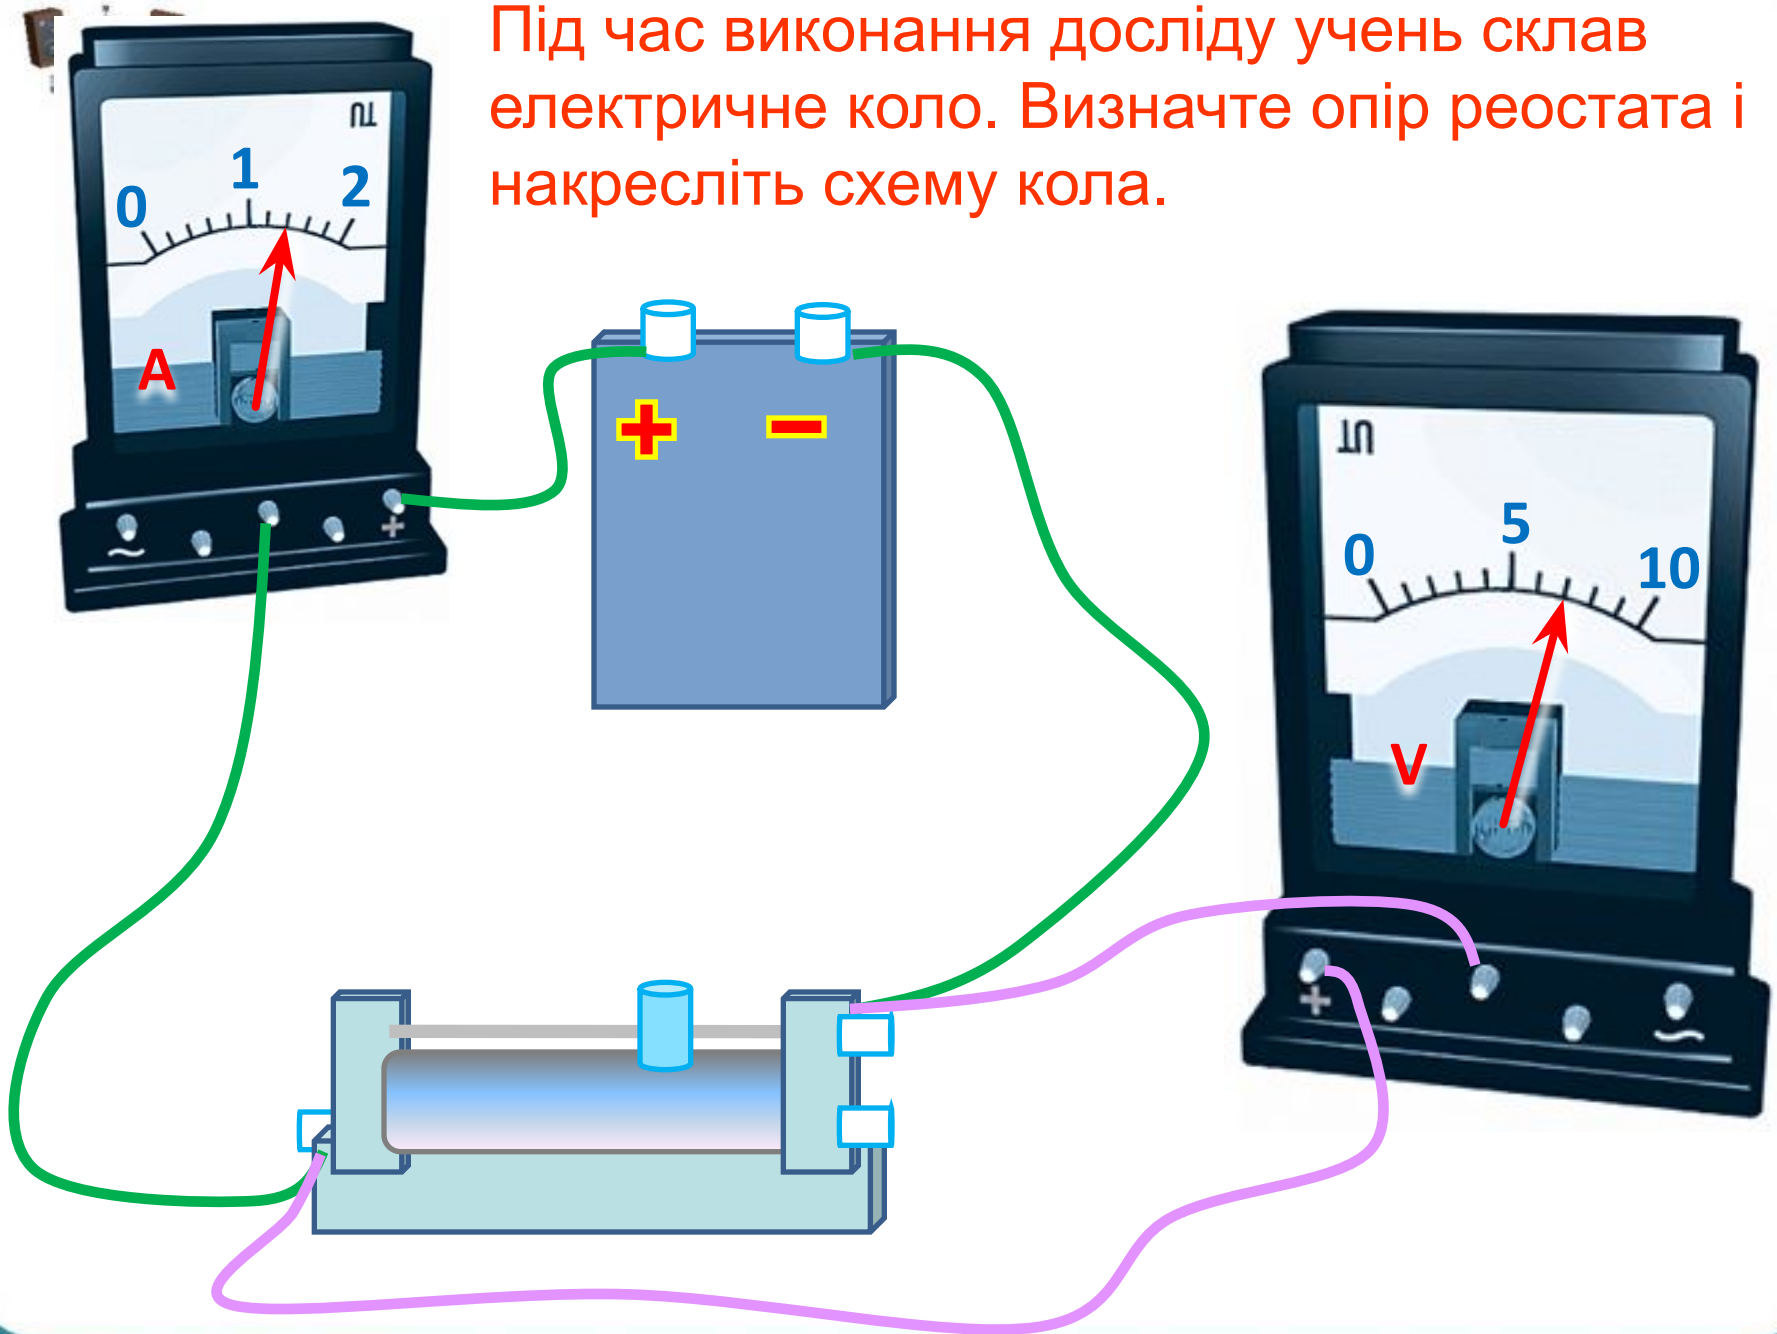 Під час виконання досліду учень склав
електричне коло. Визначте опір реостата і
накресліть схему кола.
0 1 2
A
+ −
+
0 5 10
V
+